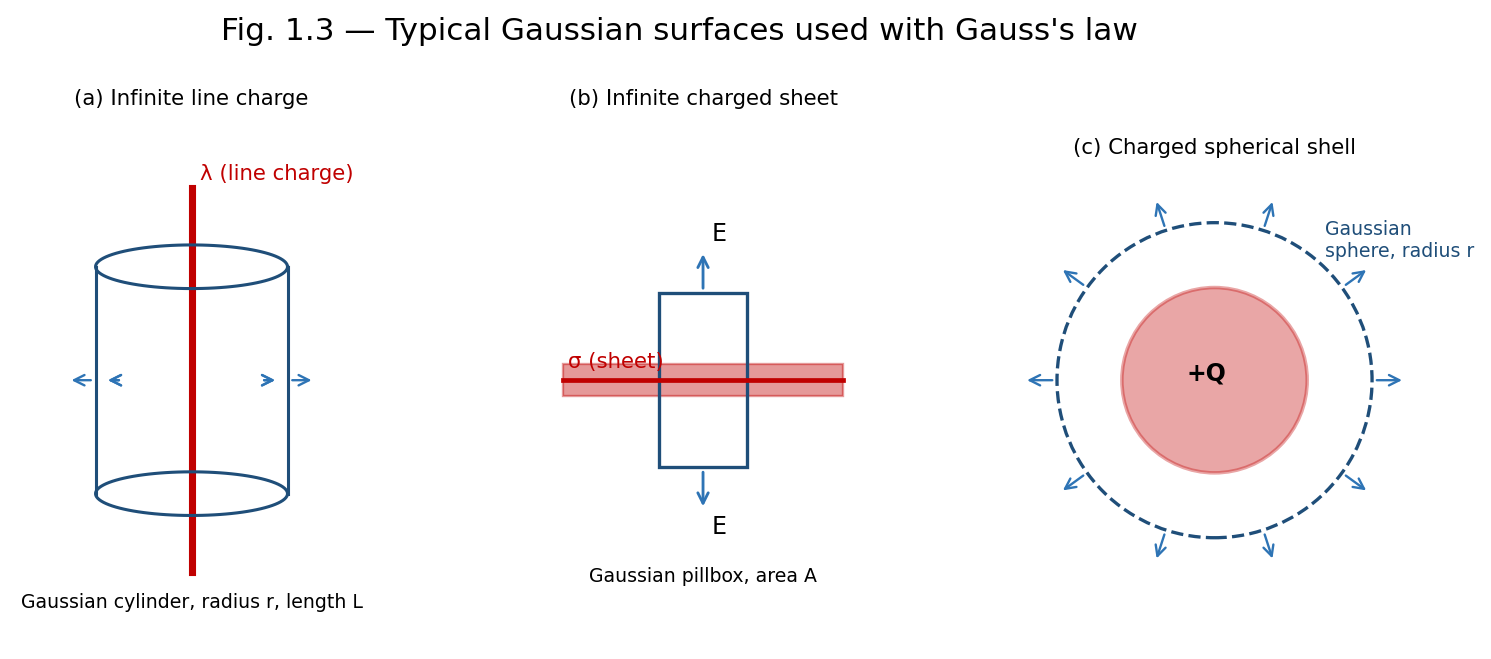 Fig. 1.3 — Typical Gaussian surfaces used with Gauss's law
(a) Infinite line charge
λ (line charge)
Gaussian cylinder, radius r, length L
(b) Infinite charged sheet
E
σ (sheet)
E
Gaussian pillbox, area A
(c) Charged spherical shell
Gaussian
sphere, radius r
+Q